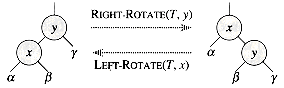 y
RIGHT-ROTATE(T, y)
x
x
γ
α
y
LEFT-ROTATE(T, x)
α
β
β
γ